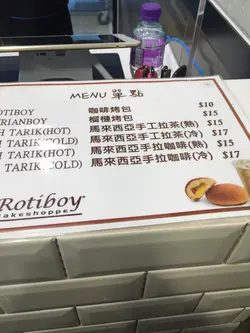 MENU 單點
OTIBOY 咖啡烤包 $10
RIANBOY 榴槤烤包 $15
H TARIK(HOT) 馬來西亞手工拉茶(熱) $15
H TARIK(COLD) 馬來西亞手工拉茶(冷) $17
H TARIK(HOT) 馬來西亞手拉咖啡(熱) $15
TARIK(COLD) 馬來西亞手拉咖啡(冷) $17
Rotiboy
Bakeshoppe